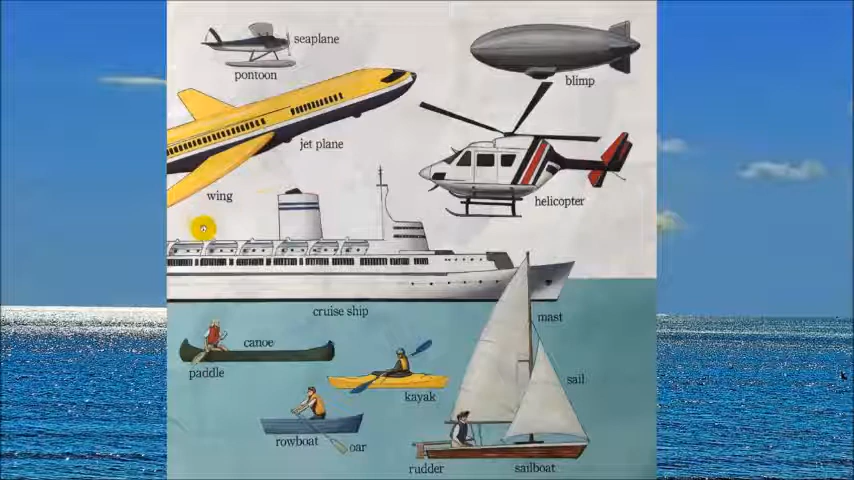 seaplane
pontoon
blimp
jet plane
wing
helicopter
cruise ship
mast
canoe
paddle
sail
kayak
rowboat
oar
rudder
sailboat